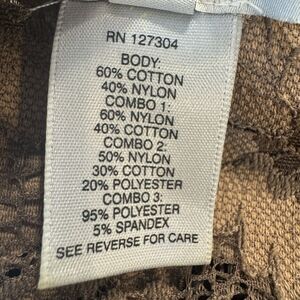 RN 127304
BODY:
60% COTTON
40% NYLON
COMBO 1:
60% NYLON
40% COTTON
COMBO 2:
50% NYLON
30% COTTON
20% POLYESTER
COMBO 3:
95% POLYESTER
5% SPANDEX
SEE REVERSE FOR CARE